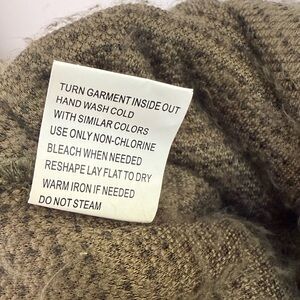 TURN GARMENT INSIDE OUT
HAND WASH COLD
WITH SIMILAR COLORS
USE ONLY NON-CHLORINE
BLEACH WHEN NEEDED
RESHAPE LAY FLAT TO DRY
WARM IRON IF NEEDED
DO NOT STEAM